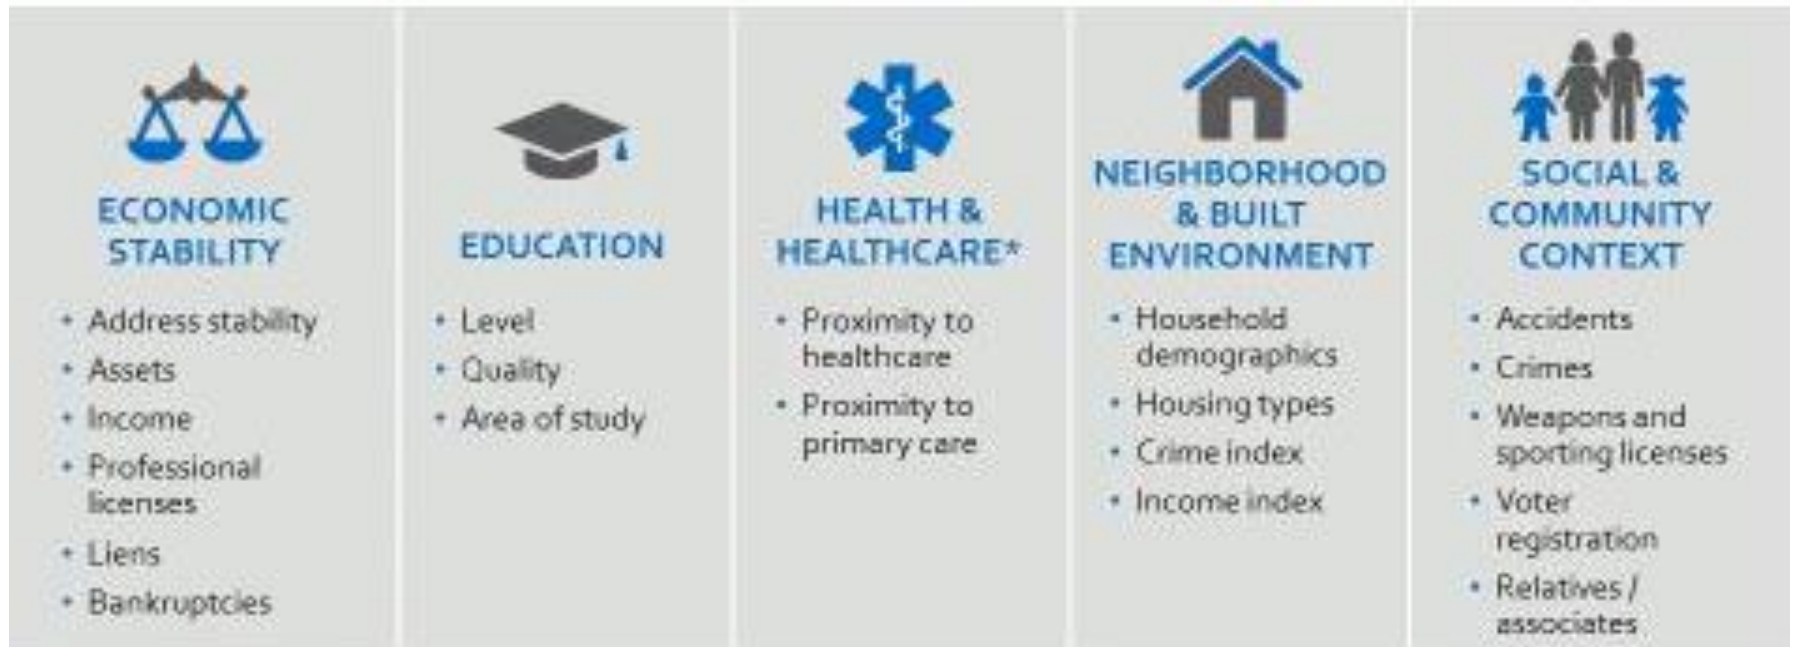 ECONOMIC
STABILITY
• Address stability
• Assets
• Income
• Professional
licenses
• Liens
• Bankruptcies
EDUCATION
• Level
• Quality
• Area of study
HEALTH &
HEALTHCARE*
• Proximity to
healthcare
• Proximity to
primary care
NEIGHBORHOOD
& BUILT
ENVIRONMENT
• Household
demographics
• Housing types
• Crime index
• Income index
SOCIAL &
COMMUNITY
CONTEXT
• Accidents
• Crimes
• Weapons and
sporting licenses
• Voter
registration
• Relatives /
associates